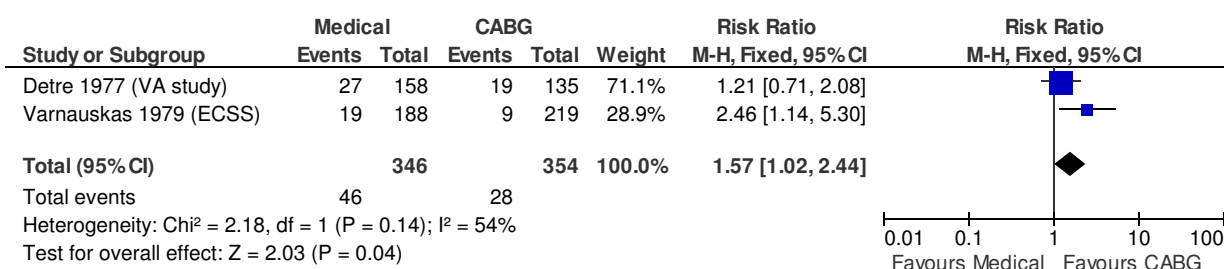 Medical CABG Risk Ratio Risk Ratio
Study or Subgroup Events Total Events Total Weight M-H, Fixed, 95% CI M-H, Fixed, 95% CI
Detre 1977 (VA study) 27 158 19 135 71.1% 1.21 [0.71, 2.08]
Varnauskas 1979 (ECSS) 19 188 9 219 28.9% 2.46 [1.14, 5.30]
Total (95% CI) 346 354 100.0% 1.57 [1.02, 2.44]
Total events 46 28
Heterogeneity: Chi² = 2.18, df = 1 (P = 0.14); I² = 54%
Test for overall effect: Z = 2.03 (P = 0.04)
0.01 0.1 1 10 100
Favours Medical Favours CABG